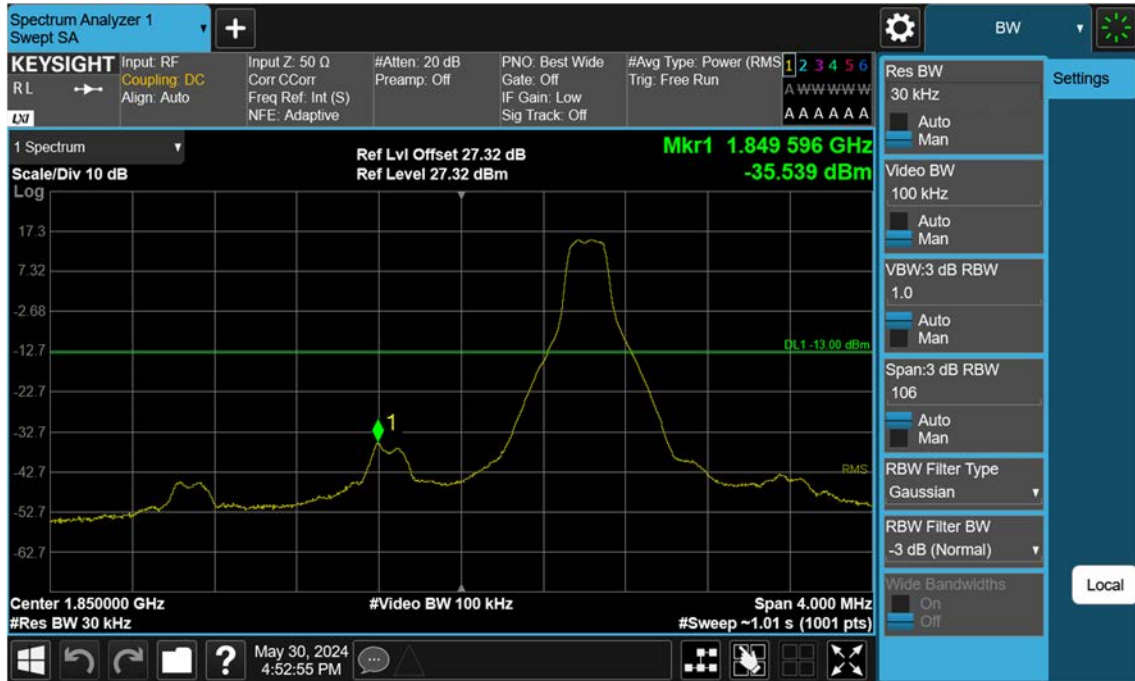 Spectrum Analyzer 1
Swept SA
+
BW
KEYSIGHT
R L
LXI
Input: RF
Coupling: DC
Align: Auto
Input Z: 50 Ω
Corr CCorr
Freq Ref: Int (S)
NFE: Adaptive
#Atten: 20 dB
Preamp: Off
PNO: Best Wide
Gate: Off
IF Gain: Low
Sig Track: Off
#Avg Type: Power (RMS
Trig: Free Run
1 2 3 4 5 6
A W W W W W
A A A A A A
1 Spectrum
Scale/Div 10 dB
Log
Ref Lvl Offset 27.32 dB
Ref Level 27.32 dBm
Mkr1 1.849 596 GHz
-35.539 dBm
17.3
7.32
-2.68
-12.7
-22.7
-32.7
-42.7
-52.7
-62.7
DL1 -13.00 dBm
1
RMS
Center 1.850000 GHz
#Res BW 30 kHz
#Video BW 100 kHz
Span 4.000 MHz
#Sweep ~1.01 s (1001 pts)
Res BW
30 kHz
Auto
Man
Video BW
100 kHz
Auto
Man
VBW:3 dB RBW
1.0
Auto
Man
Span:3 dB RBW
106
Auto
Man
RBW Filter Type
Gaussian
RBW Filter BW
-3 dB (Normal)
Wide Bandwidths
On
Off
Settings
Local
?
May 30, 2024
4:52:55 PM